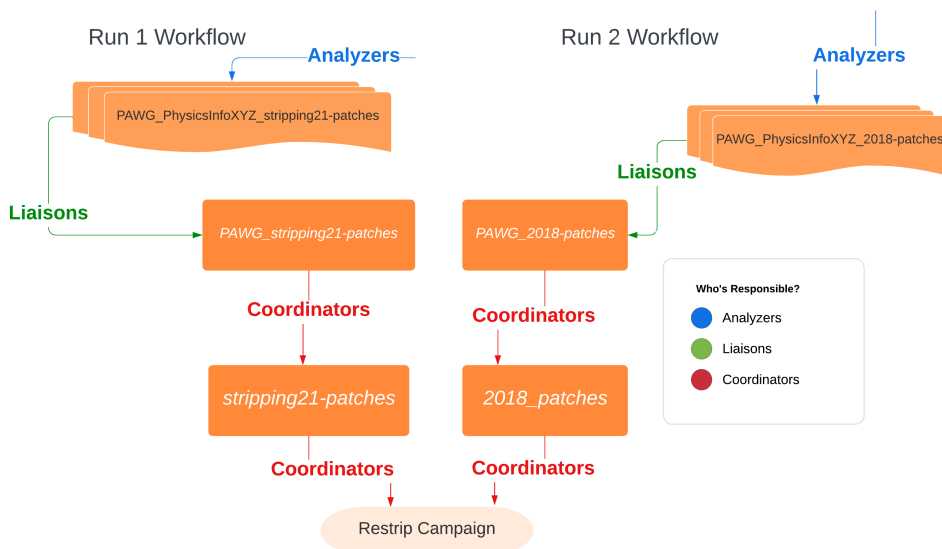 Run 1 Workflow
Run 2 Workflow
Analyzers
Analyzers
PAWG_PhysicsInfoXYZ_stripping21-patches
PAWG_PhysicsInfoXYZ_2018-patches
Liaisons
Liaisons
PAWG_stripping21-patches
PAWG_2018-patches
Coordinators
Coordinators
stripping21-patches
2018_patches
Coordinators
Coordinators
Restrip Campaign
Who's Responsible?
Analyzers
Liaisons
Coordinators